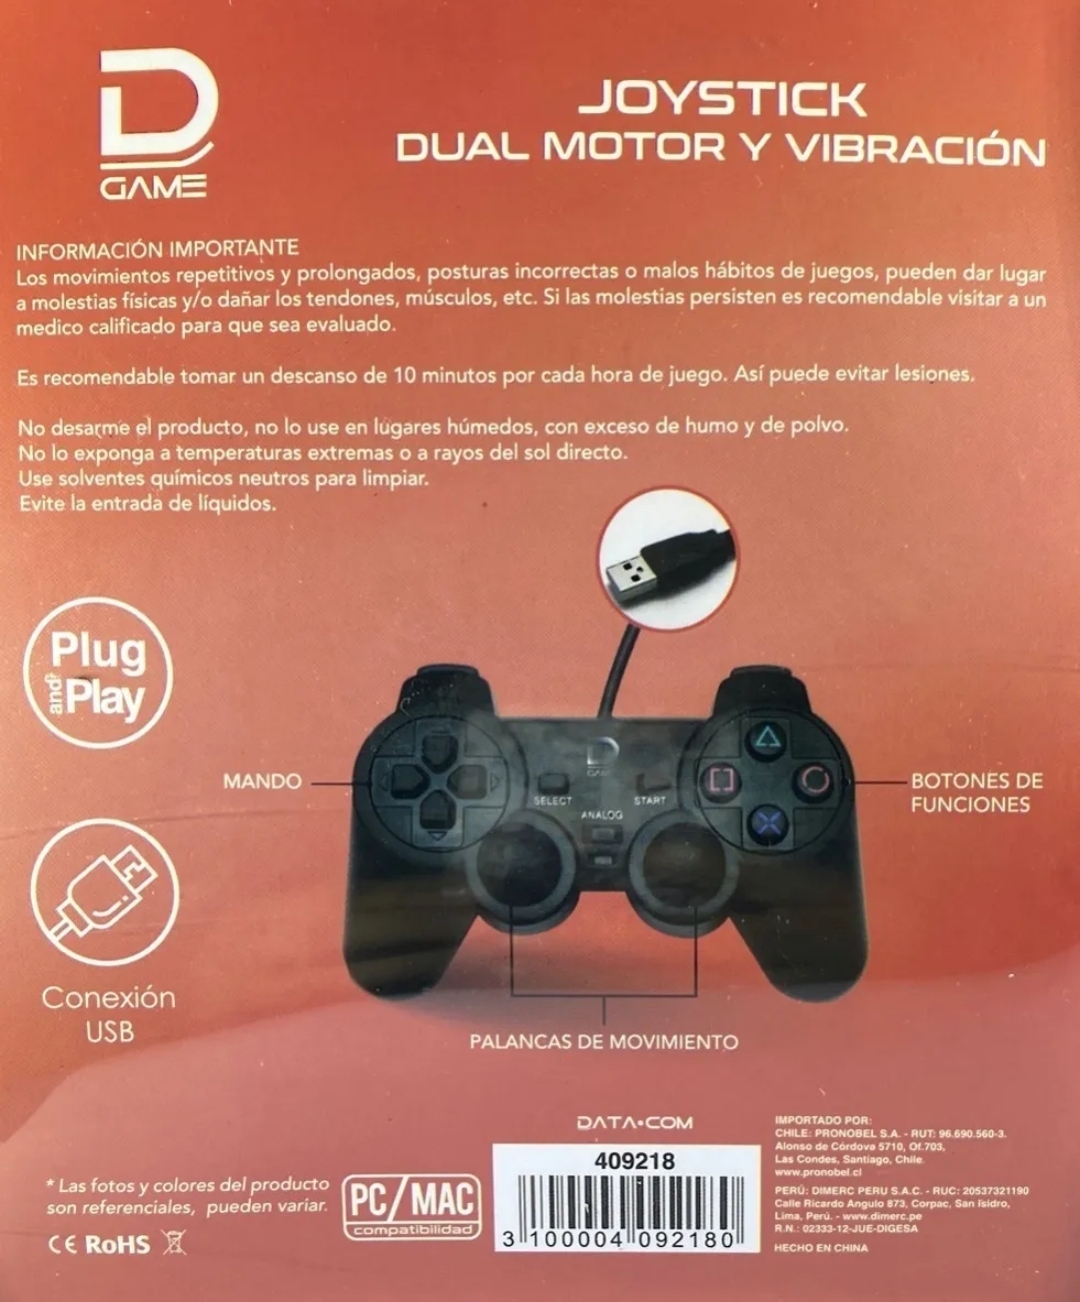 D
GAME
JOYSTICK
DUAL MOTOR Y VIBRACIÓN
INFORMACIÓN IMPORTANTE
Los movimientos repetitivos y prolongados, posturas incorrectas o malos hábitos de juegos, pueden dar lugar
a molestias físicas y/o dañar los tendones, músculos, etc. Si las molestias persisten es recomendable visitar a un
medico calificado para que sea evaluado.
Es recomendable tomar un descanso de 10 minutos por cada hora de juego. Así puede evitar lesiones.
No desarme el producto, no lo use en lugares húmedos, con exceso de humo y de polvo.
No lo exponga a temperaturas extremas o a rayos del sol directo.
Use solventes químicos neutros para limpiar.
Evite la entrada de líquidos.
Plug
and Play
MANDO
D
GAME
SELECT
START
ANALOG
BOTONES DE
FUNCIONES
Conexión
USB
PALANCAS DE MOVIMIENTO
* Las fotos y colores del producto
son referenciales, pueden variar.
CE RoHS
PC/MAC
compatibilidad
DATA•COM
409218
3 100004 092180
IMPORTADO POR:
CHILE: PRONOBEL S.A. - RUT: 96.690.560-3.
Alonso de Córdova 5710, Of.703,
Las Condes, Santiago, Chile.
www.pronobel.cl
PERÚ: DIMERC PERU S.A.C. - RUC: 20537321190
Calle Ricardo Angulo 873, Corpac, San Isidro,
Lima, Perú. - www.dimerc.pe
R.N.: 02333-12-JUE-DIGESA
HECHO EN CHINA